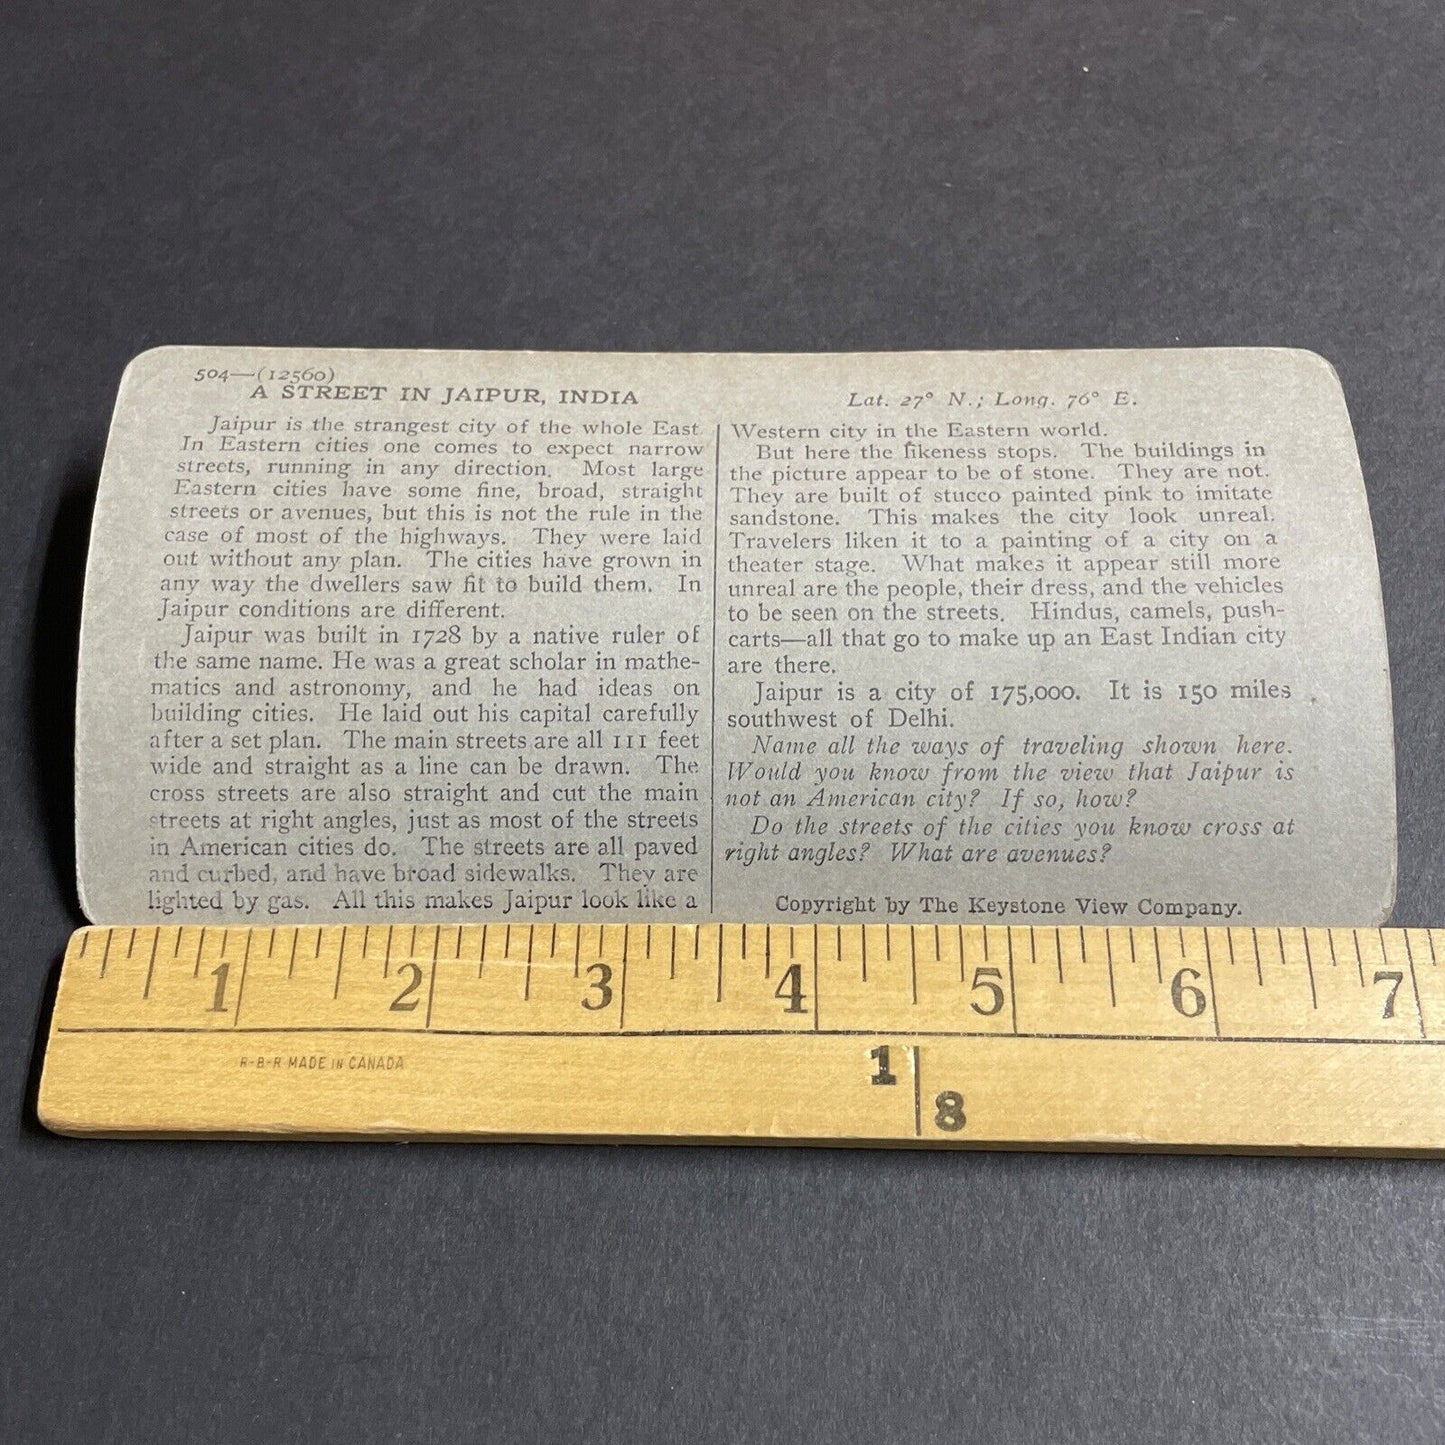 504—(12560)
A STREET IN JAIPUR, INDIA
Jaipur is the strangest city of the whole East.
In Eastern cities one comes to expect narrow
streets, running in any direction. Most large
Eastern cities have some fine, broad, straight
streets or avenues, but this is not the rule in the
case of most of the highways. They were laid
out without any plan. The cities have grown in
any way the dwellers saw fit to build them. In
Jaipur conditions are different.
Jaipur was built in 1728 by a native ruler of
the same name. He was a great scholar in mathe-
matics and astronomy, and he had ideas on
building cities. He laid out his capital carefully
after a set plan. The main streets are all 111 feet
wide and straight as a line can be drawn. The
cross streets are also straight and cut the main
streets at right angles, just as most of the streets
in American cities do. The streets are all paved
and curbed, and have broad sidewalks. They are
lighted by gas. All this makes Jaipur look like a
Lat. 27° N.; Long. 76° E.
Western city in the Eastern world.
But here the likeness stops. The buildings in
the picture appear to be of stone. They are not.
They are built of stucco painted pink to imitate
sandstone. This makes the city look unreal.
Travelers liken it to a painting of a city on a
theater stage. What makes it appear still more
unreal are the people, their dress, and the vehicles
to be seen on the streets. Hindus, camels, push-
carts—all that go to make up an East Indian city
are there.
Jaipur is a city of 175,000. It is 150 miles
southwest of Delhi.
Name all the ways of traveling shown here.
Would you know from the view that Jaipur is
not an American city? If so, how?
Do the streets of the cities you know cross at
right angles? What are avenues?
Copyright by The Keystone View Company.
1 2 3 4 5 6 7
R-B-R MADE IN CANADA
1
8